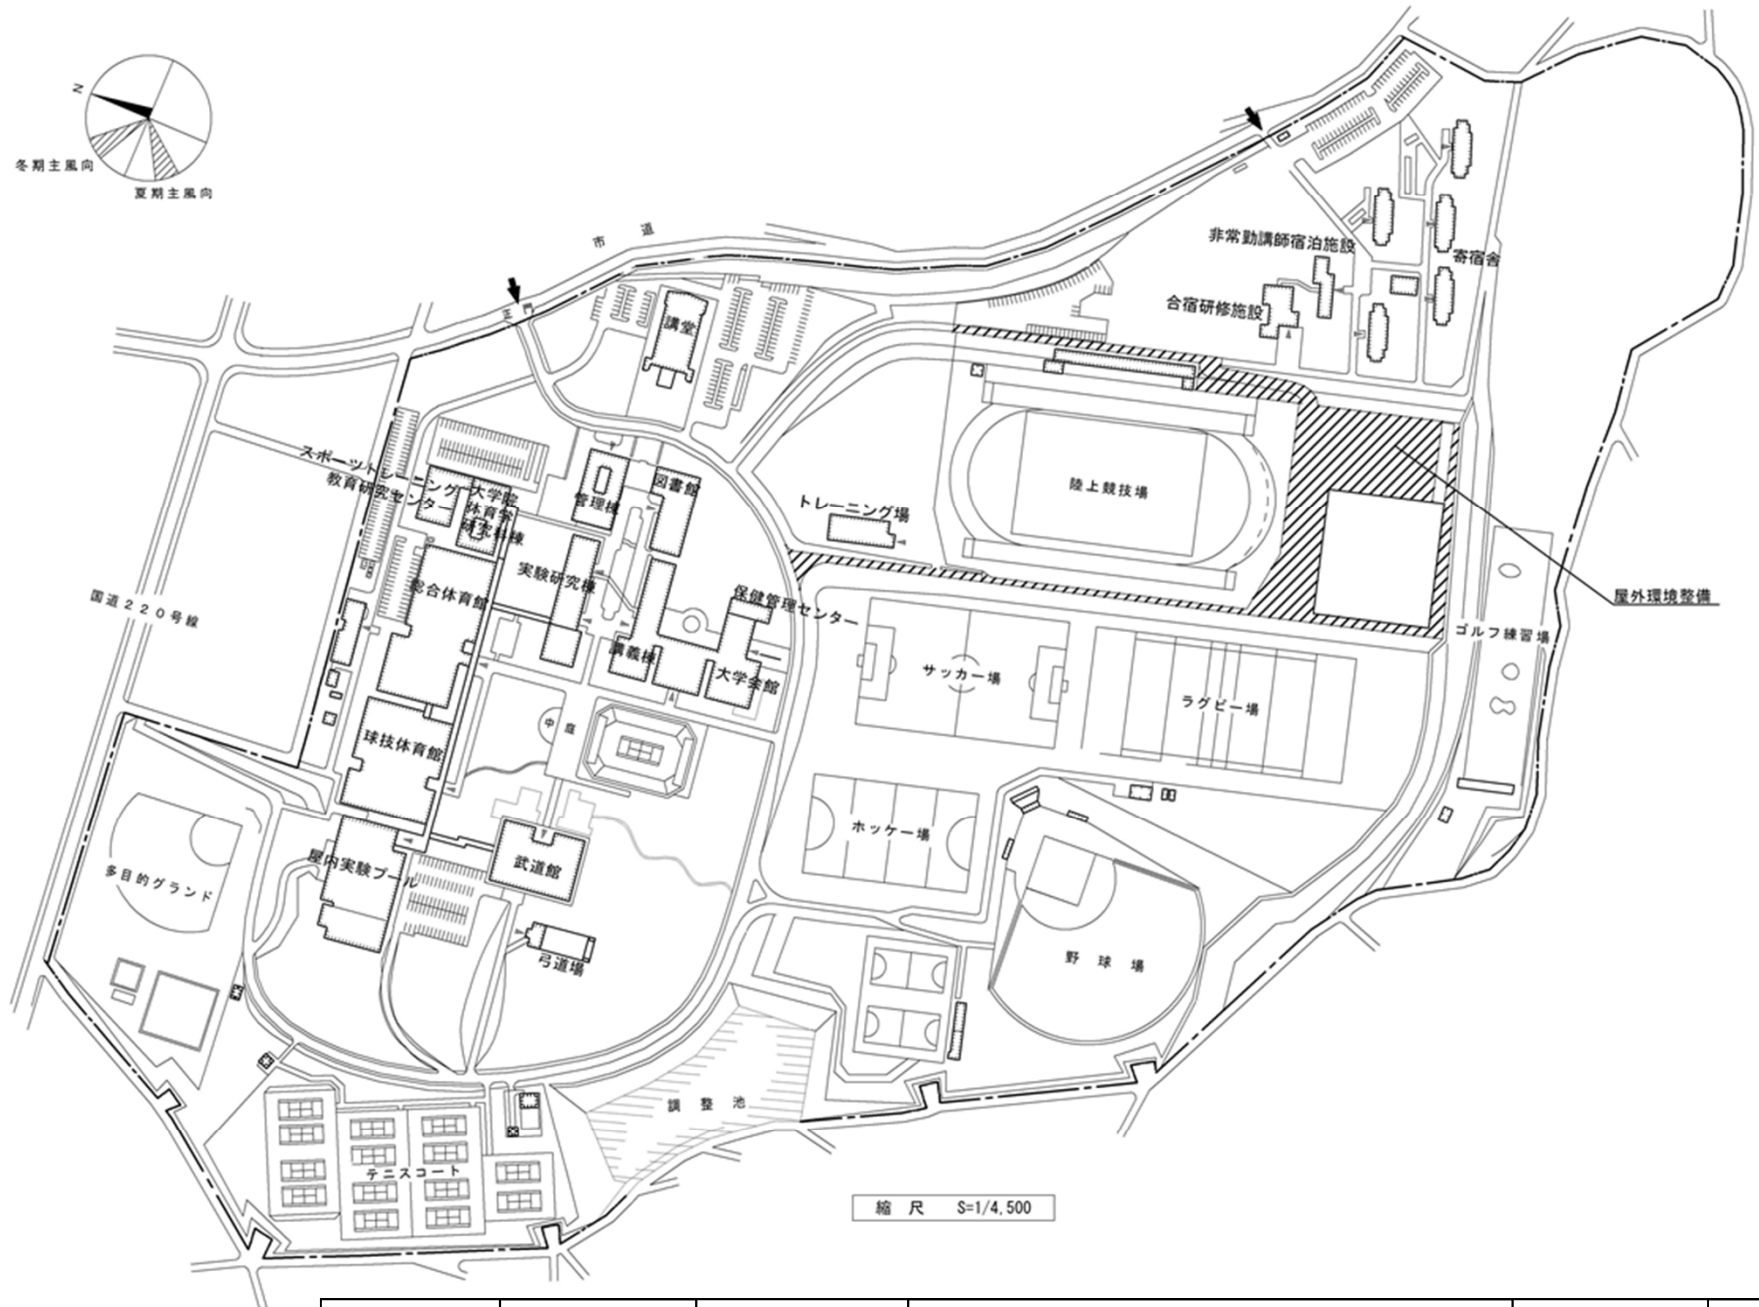 N
冬期主風向
夏期主風向
市道
正門
講堂
非常勤講師宿泊施設
寄宿舎
合宿研修施設
スポーツトレーニング
教育研究センター
大学院
体育学
研究科棟
管理棟
図書館
トレーニング場
陸上競技場
国道220号線
総合体育館
実験研究棟
保健管理センター
屋外環境整備
講義棟
大学会館
サッカー場
ゴルフ練習場
ラグビー場
中庭
球技体育館
多目的グランド
屋内実験プール
武道館
ホッケー場
弓道場
野球場
調整池
テニスコート
縮尺 S=1/4,500